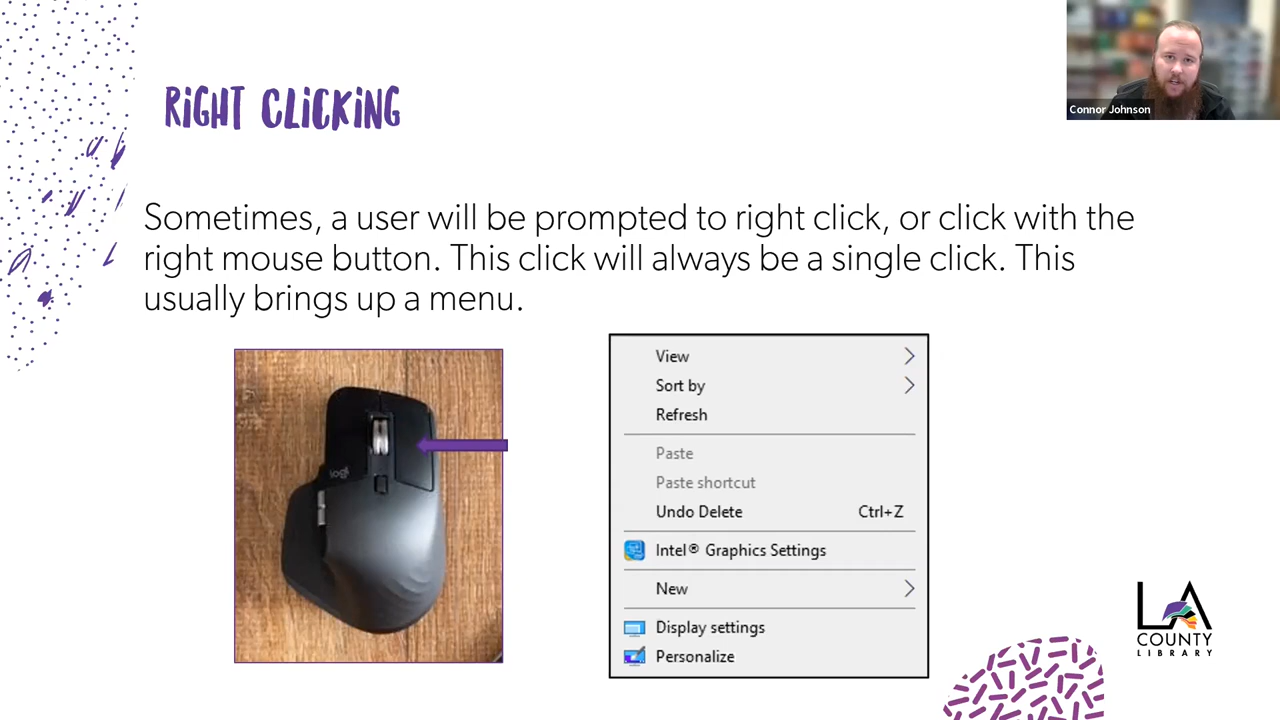 Connor Johnson
RIGHT CLICKING
Sometimes, a user will be prompted to right click, or click with the
right mouse button. This click will always be a single click. This
usually brings up a menu.
logi
View
Sort by
Refresh
Paste
Paste shortcut
Undo Delete Ctrl+Z
Intel® Graphics Settings
New
Display settings
Personalize
LA
COUNTY
LIBRARY